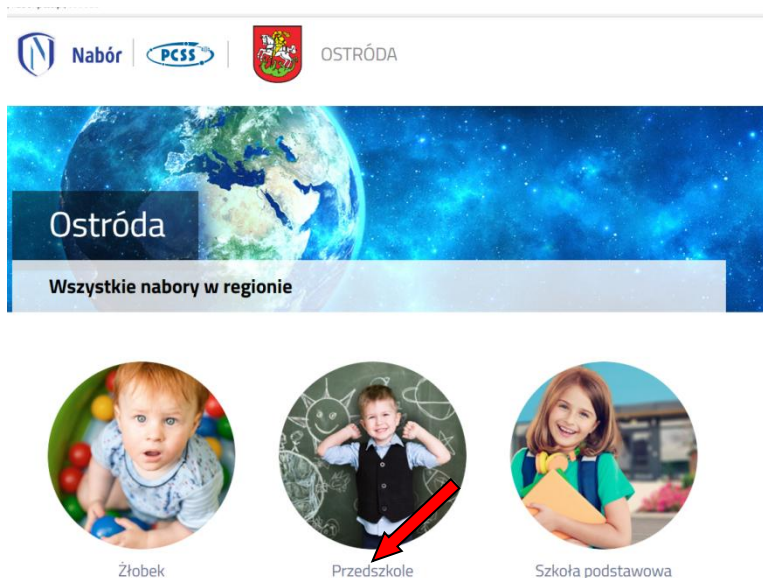 Nabór PCSS OSTRÓDA
Ostróda
Wszystkie nabory w regionie
Żłobek Przedszkole Szkoła podstawowa